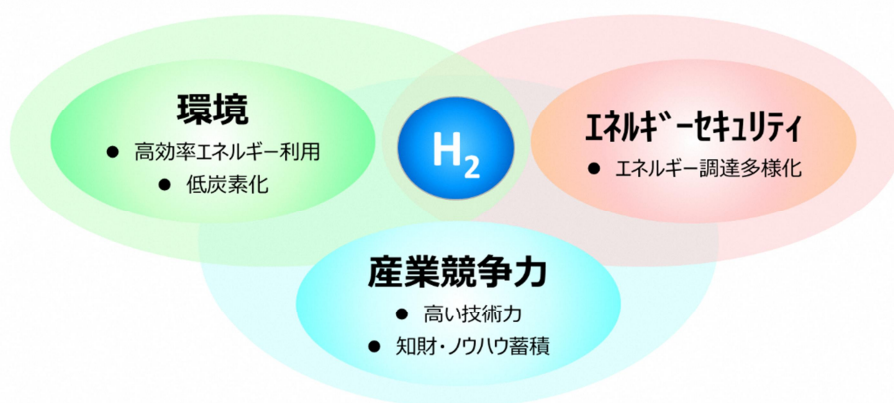 環境
● 高効率エネルギー利用
● 低炭素化
H₂
エネルギーセキュリティ
● エネルギー調達多様化
産業競争力
● 高い技術力
● 知財・ノウハウ蓄積